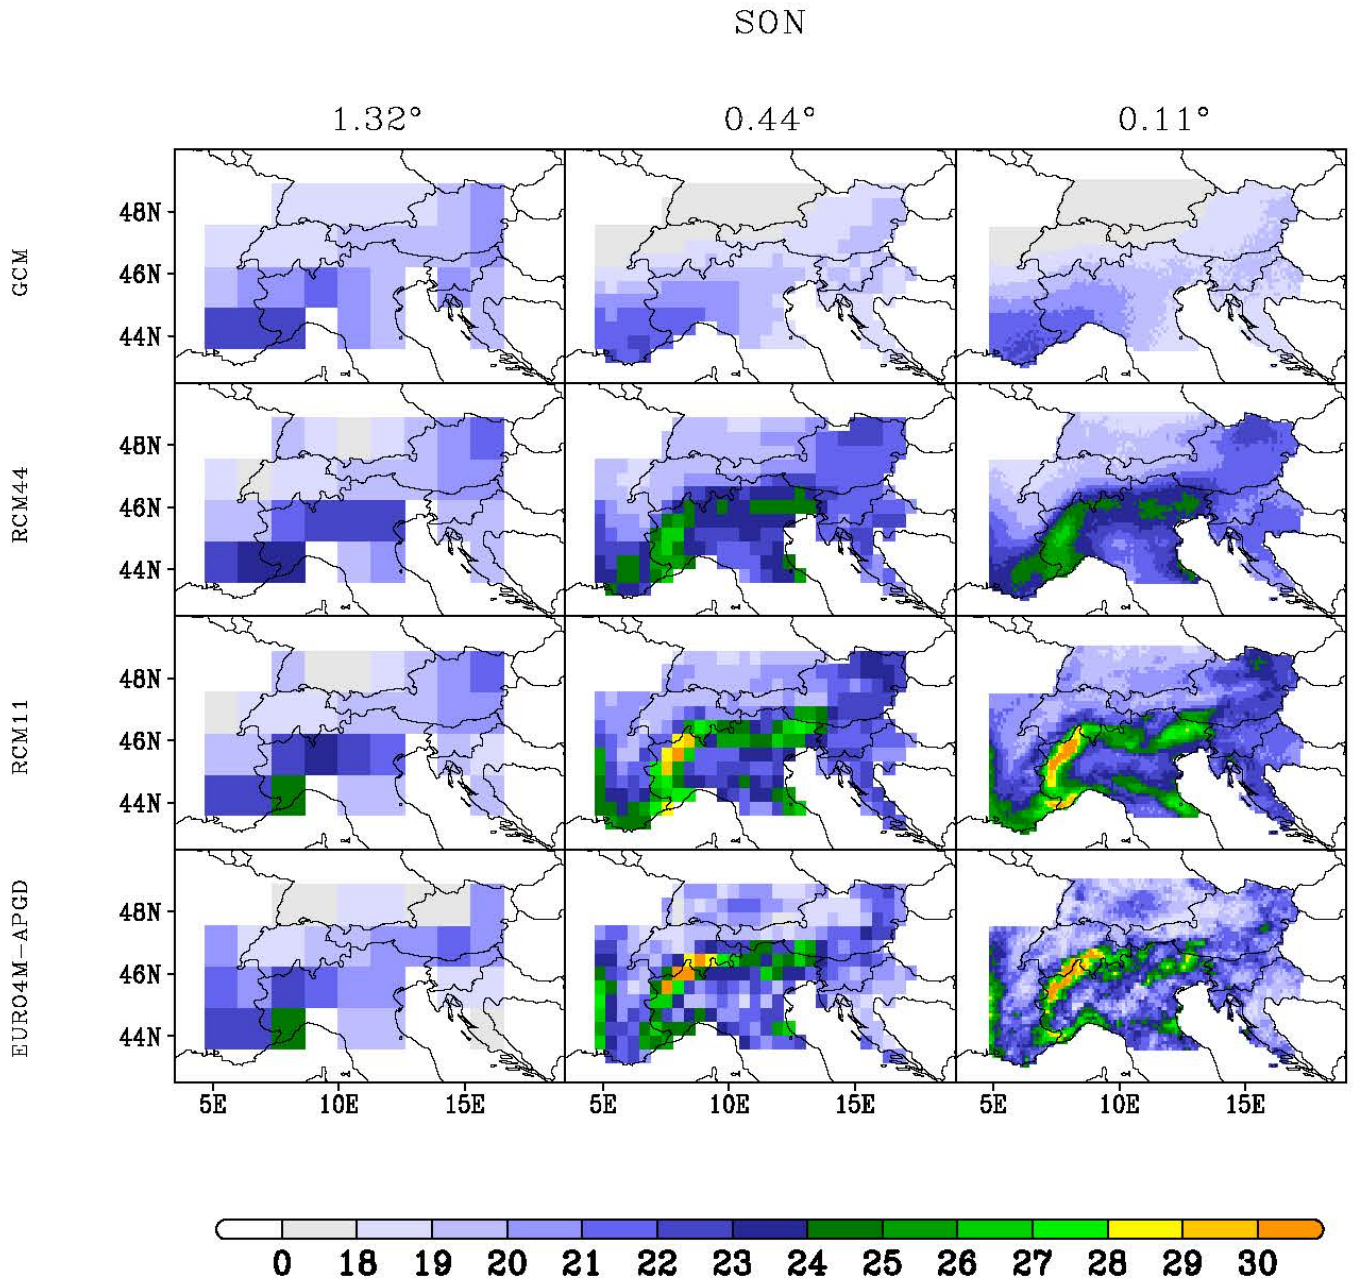 SON
1.32° 0.44° 0.11°
GCM
48N
46N
44N
RCM44
48N
46N
44N
RCM11
48N
46N
44N
EURO4M-APGD
48N
46N
44N
5E 10E 15E 5E 10E 15E 5E 10E 15E
0 18 19 20 21 22 23 24 25 26 27 28 29 30